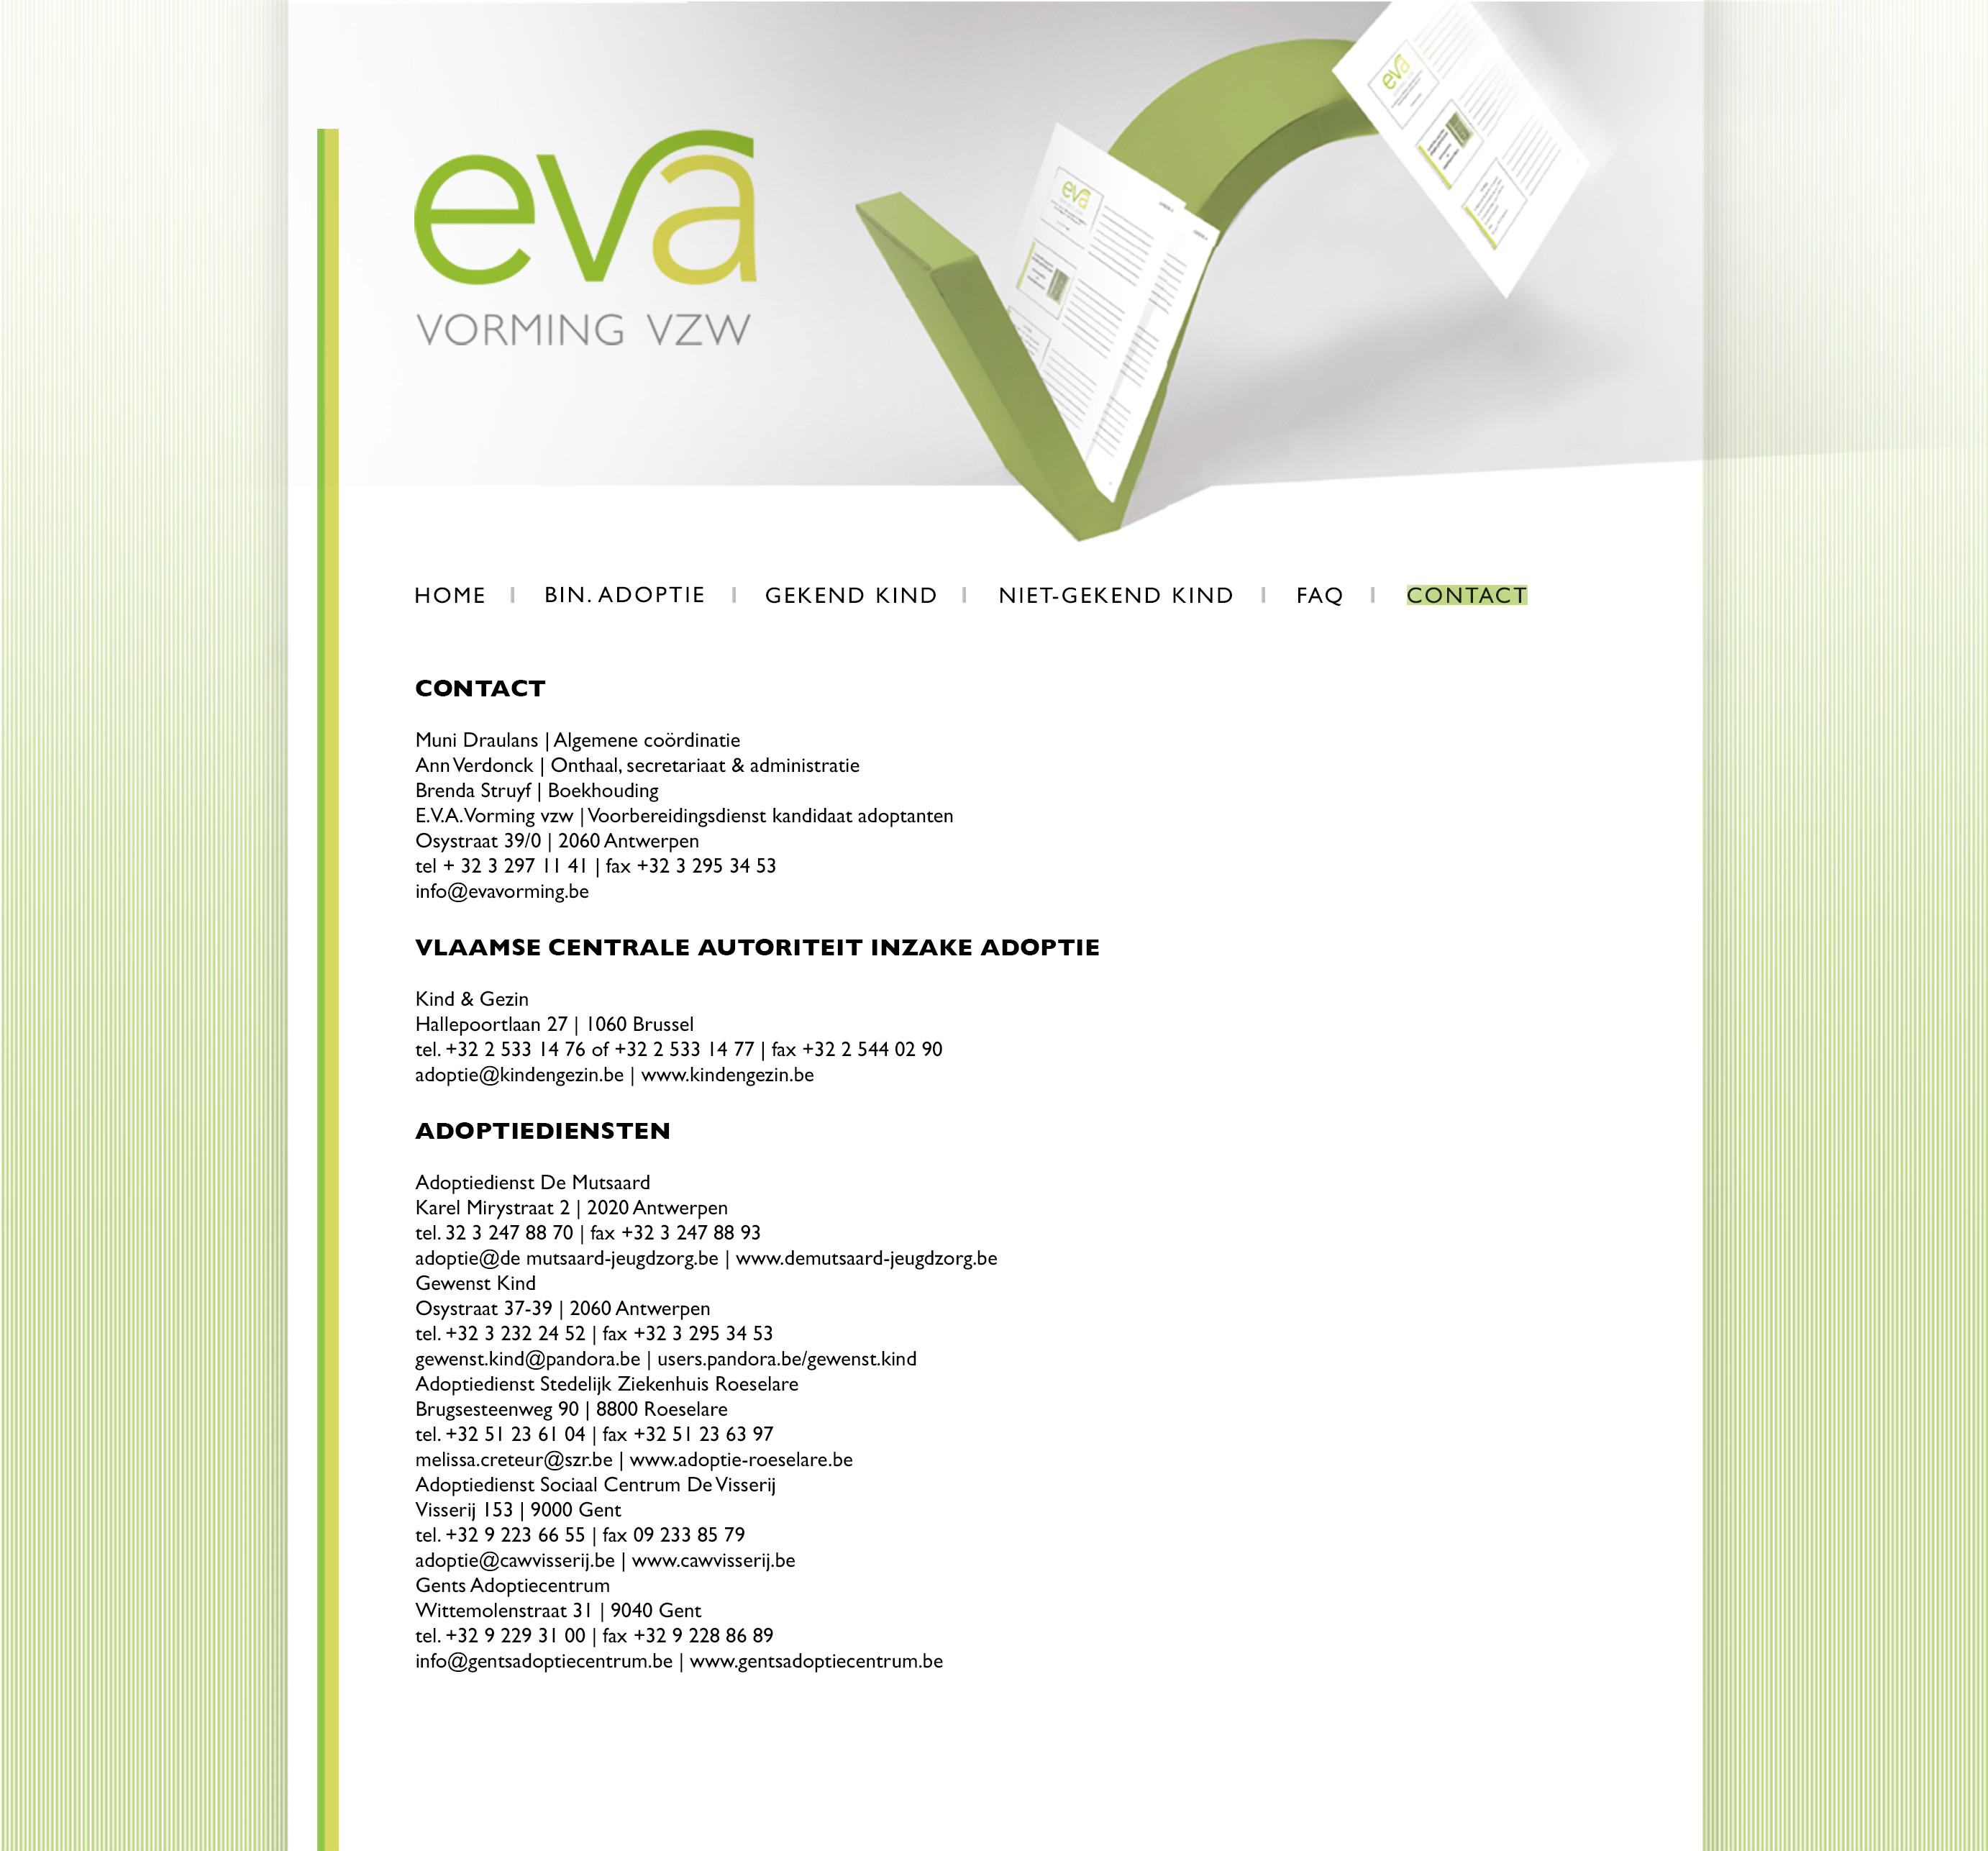 eva
VORMING VZW
eva
eva
HOME | BIN. ADOPTIE | GEKEND KIND | NIET-GEKEND KIND | FAQ | CONTACT
CONTACT
Muni Draulans | Algemene coördinatie
Ann Verdonck | Onthaal, secretariaat & administratie
Brenda Struyf | Boekhouding
E.V.A. Vorming vzw | Voorbereidingsdienst kandidaat adoptanten
Osystraat 39/0 | 2060 Antwerpen
tel + 32 3 297 11 41 | fax +32 3 295 34 53
info@evavorming.be
VLAAMSE CENTRALE AUTORITEIT INZAKE ADOPTIE
Kind & Gezin
Hallepoortlaan 27 | 1060 Brussel
tel. +32 2 533 14 76 of +32 2 533 14 77 | fax +32 2 544 02 90
adoptie@kindengezin.be | www.kindengezin.be
ADOPTIEDIENSTEN
Adoptiedienst De Mutsaard
Karel Mirystraat 2 | 2020 Antwerpen
tel. 32 3 247 88 70 | fax +32 3 247 88 93
adoptie@de mutsaard-jeugdzorg.be | www.demutsaard-jeugdzorg.be
Gewenst Kind
Osystraat 37-39 | 2060 Antwerpen
tel. +32 3 232 24 52 | fax +32 3 295 34 53
gewenst.kind@pandora.be | users.pandora.be/gewenst.kind
Adoptiedienst Stedelijk Ziekenhuis Roeselare
Brugsesteenweg 90 | 8800 Roeselare
tel. +32 51 23 61 04 | fax +32 51 23 63 97
melissa.creteur@szr.be | www.adoptie-roeselare.be
Adoptiedienst Sociaal Centrum De Visserij
Visserij 153 | 9000 Gent
tel. +32 9 223 66 55 | fax 09 233 85 79
adoptie@cawvisserij.be | www.cawvisserij.be
Gents Adoptiecentrum
Wittemolenstraat 31 | 9040 Gent
tel. +32 9 229 31 00 | fax +32 9 228 86 89
info@gentsadoptiecentrum.be | www.gentsadoptiecentrum.be